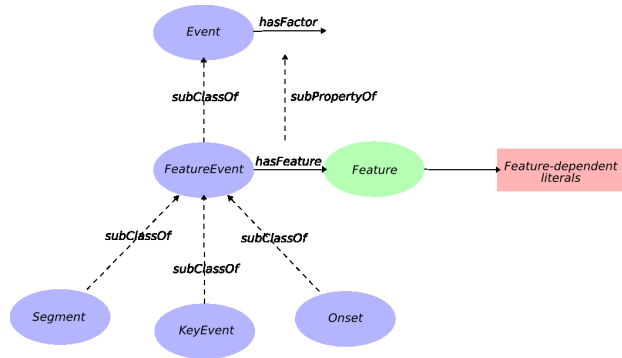 Event
hasFactor
subClassOf
subPropertyOf
FeatureEvent
hasFeature
Feature
Feature-dependent
literals
subClassOf
subClassOf
subClassOf
Segment
KeyEvent
Onset